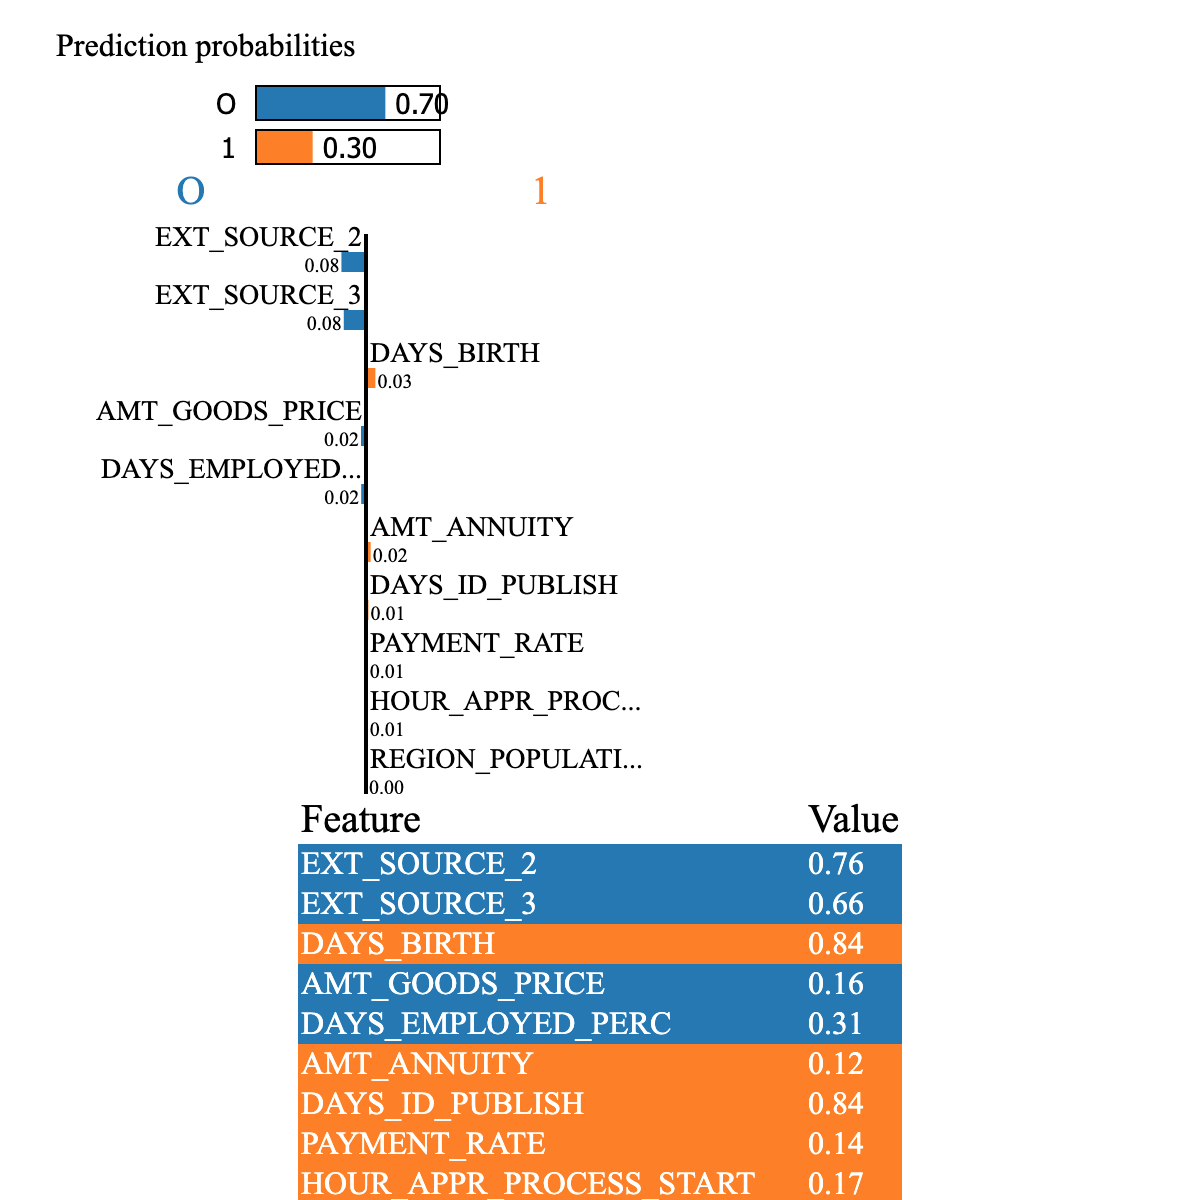 Prediction probabilities
0 0.70
1 0.30
0 1
EXT_SOURCE_2
0.08
EXT_SOURCE_3
0.08
DAYS_BIRTH
0.03
AMT_GOODS_PRICE
0.02
DAYS_EMPLOYED...
0.02
AMT_ANNUITY
0.02
DAYS_ID_PUBLISH
0.01
PAYMENT_RATE
0.01
HOUR_APPR_PROC...
0.01
REGION_POPULATI...
0.00
Feature Value
EXT_SOURCE_2 0.76
EXT_SOURCE_3 0.66
DAYS_BIRTH 0.84
AMT_GOODS_PRICE 0.16
DAYS_EMPLOYED_PERC 0.31
AMT_ANNUITY 0.12
DAYS_ID_PUBLISH 0.84
PAYMENT_RATE 0.14
HOUR_APPR_PROCESS_START 0.17